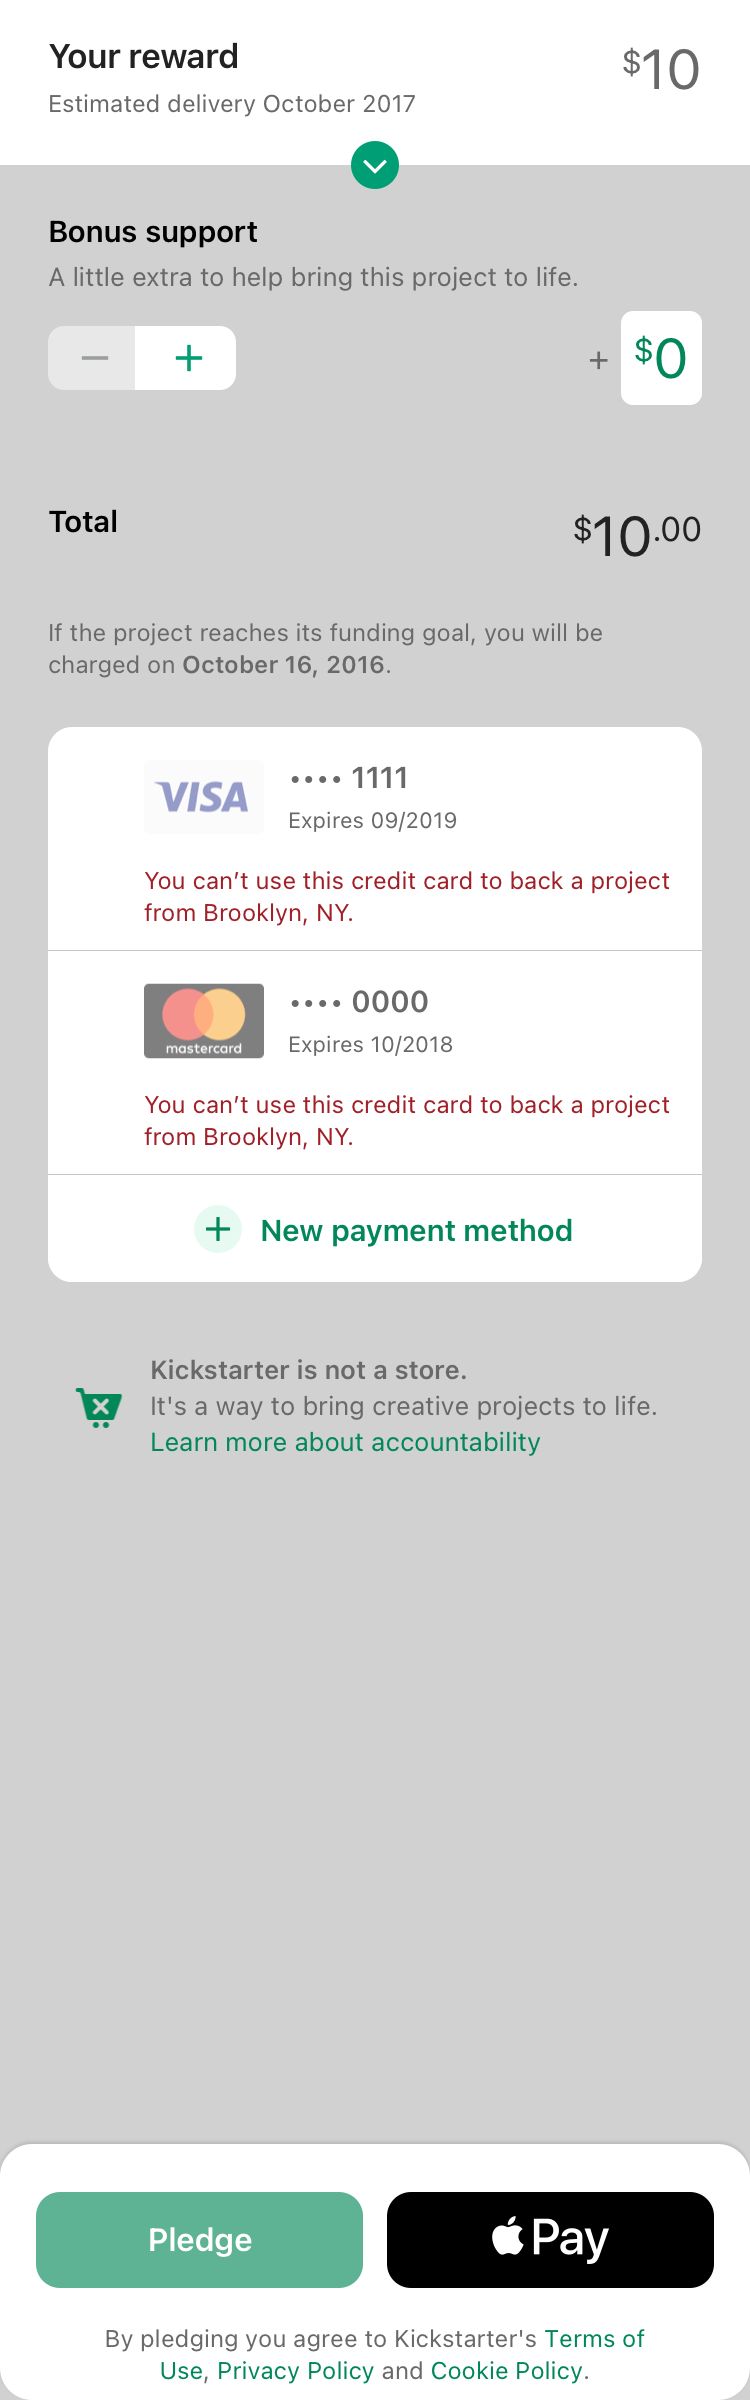 Your reward
$10
Estimated delivery October 2017
Bonus support
A little extra to help bring this project to life.
− + + $0
Total
$10.00
If the project reaches its funding goal, you will be
charged on October 16, 2016.
VISA
•••• 1111
Expires 09/2019
You can’t use this credit card to back a project
from Brooklyn, NY.
mastercard
•••• 0000
Expires 10/2018
You can’t use this credit card to back a project
from Brooklyn, NY.
+ New payment method
Kickstarter is not a store.
It's a way to bring creative projects to life.
Learn more about accountability
Pledge
Pay
By pledging you agree to Kickstarter's Terms of
Use, Privacy Policy and Cookie Policy.